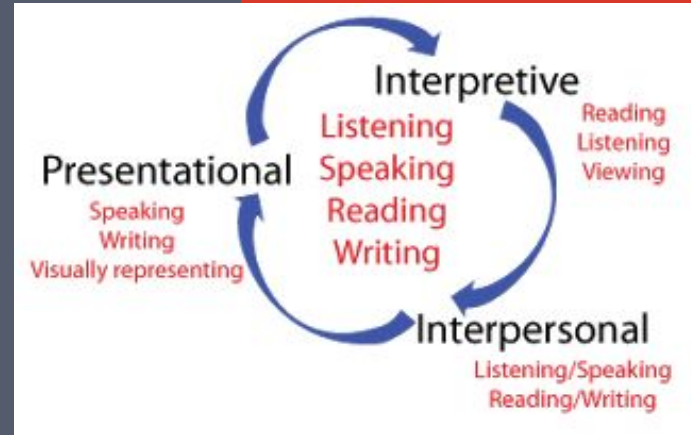 Interpretive
Reading
Listening
Viewing
Listening
Speaking
Reading
Writing
Presentational
Speaking
Writing
Visually representing
Interpersonal
Listening/Speaking
Reading/Writing